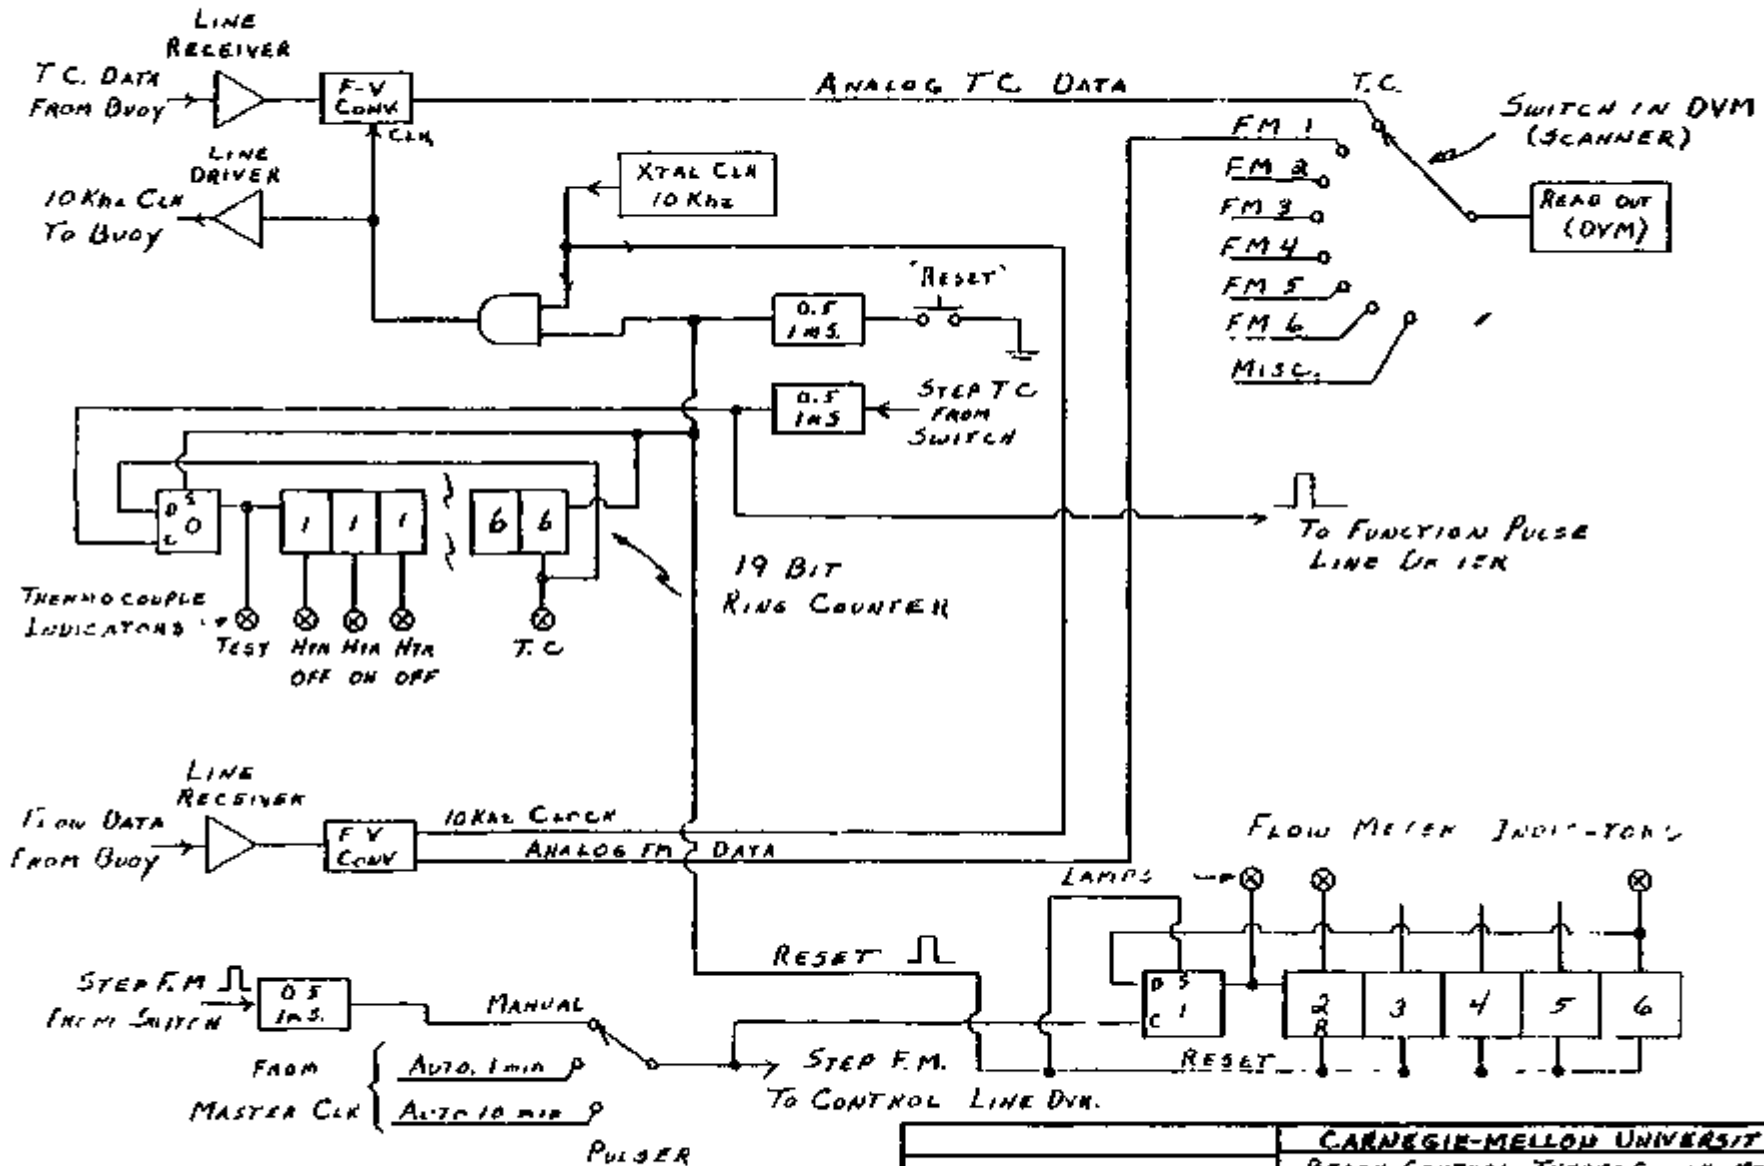 LINE
RECEIVER
T.C. DATA
FROM BUOY
F-V
CONV.
CLK
ANALOG TC DATA
T.C.
SWITCH IN DVM
(SCANNER)
LINE
DRIVER
10 Khz CLK
TO BUOY
XTAL CLK
10 Khz
FM 1
FM 2
FM 3
FM 4
FM 5
FM 6
MISC.
READ OUT
(DVM)
"RESET"
0.5
1mS.
0.5
1mS
STEP TC
FROM
SWITCH
D S
0
C
1 1 1
6 6
TO FUNCTION PULSE
LINE
19 BIT
RING COUNTER
THERMOCOUPLE
INDICATORS
TEST
HTR
OFF
HTR
ON
HTR
OFF
T.C
LINE
RECEIVER
FLOW DATA
FROM BUOY
F V
CONV
10 Khz CLOCK
ANALOG FM DATA
FLOW METER
LAMPS
RESET
STEP F.M
FROM SWITCH
0 5
1mS.
MANUAL
FROM
MASTER CLK
AUTO. 1 min
AUTO 10 min
PULSER
STEP F.M.
TO CONTROL LINE DVR.
D S
C 1
2
R
3
4
5
6
RESET
CARNEGIE-MELLON UNIVERSIT